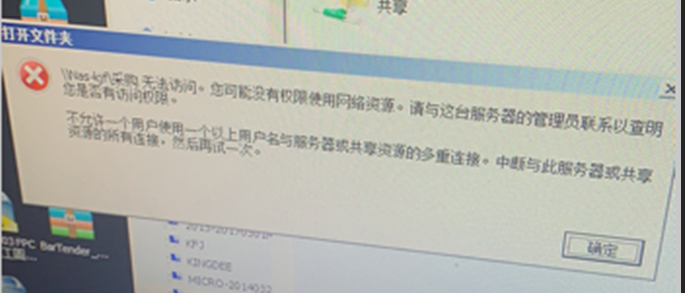 共享
打开文件夹
\\Nas-lgf\采购 无法访问。您可能没有权限使用网络资源。请与这台服务器的管理员联系以查明
您是否有访问权限。
不允许一个用户使用一个以上用户名与服务器或共享资源的多重连接。中断与此服务器或共享
资源的所有连接，然后再试一次。
确定
03PPC BarTender_...
KPJ
KINGDEE
MICRO-2014032